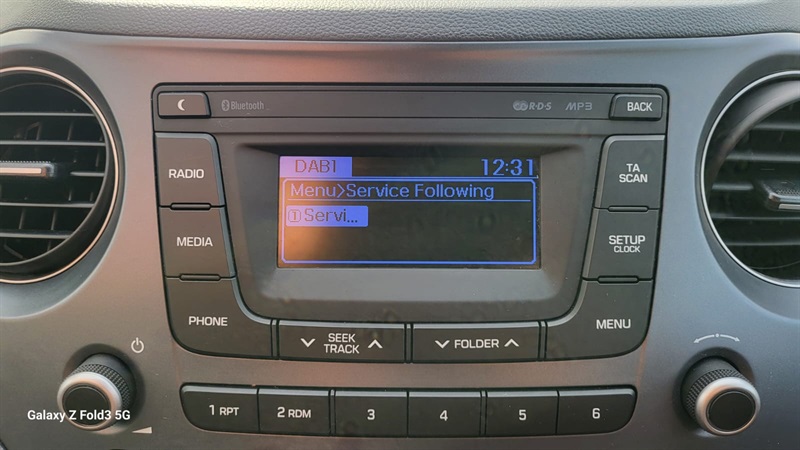 Bluetooth
R·D·S MP3
BACK
RADIO
DAB1 12:31
TA
SCAN
Menu>Service Following
1 Servi...
MEDIA
SETUP
CLOCK
PHONE
SEEK
TRACK
FOLDER
MENU
1 RPT 2 RDM 3 4 5 6
Galaxy Z Fold3 5G